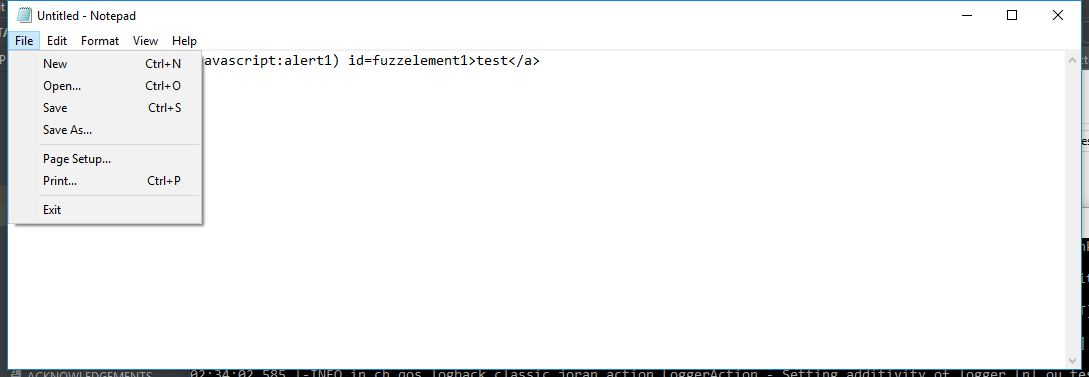 Untitled - Notepad
File Edit Format View Help
New Ctrl+N
avascript:alert1) id=fuzzelement1>test</a>
Open... Ctrl+O
Save Ctrl+S
Save As...
Page Setup...
Print... Ctrl+P
Exit
ACKNOWLEDGEMENTS
02:34:02,585 |-INFO in ch.qos.logback.classic.joran.action.LoggerAction - Setting additivity of logger